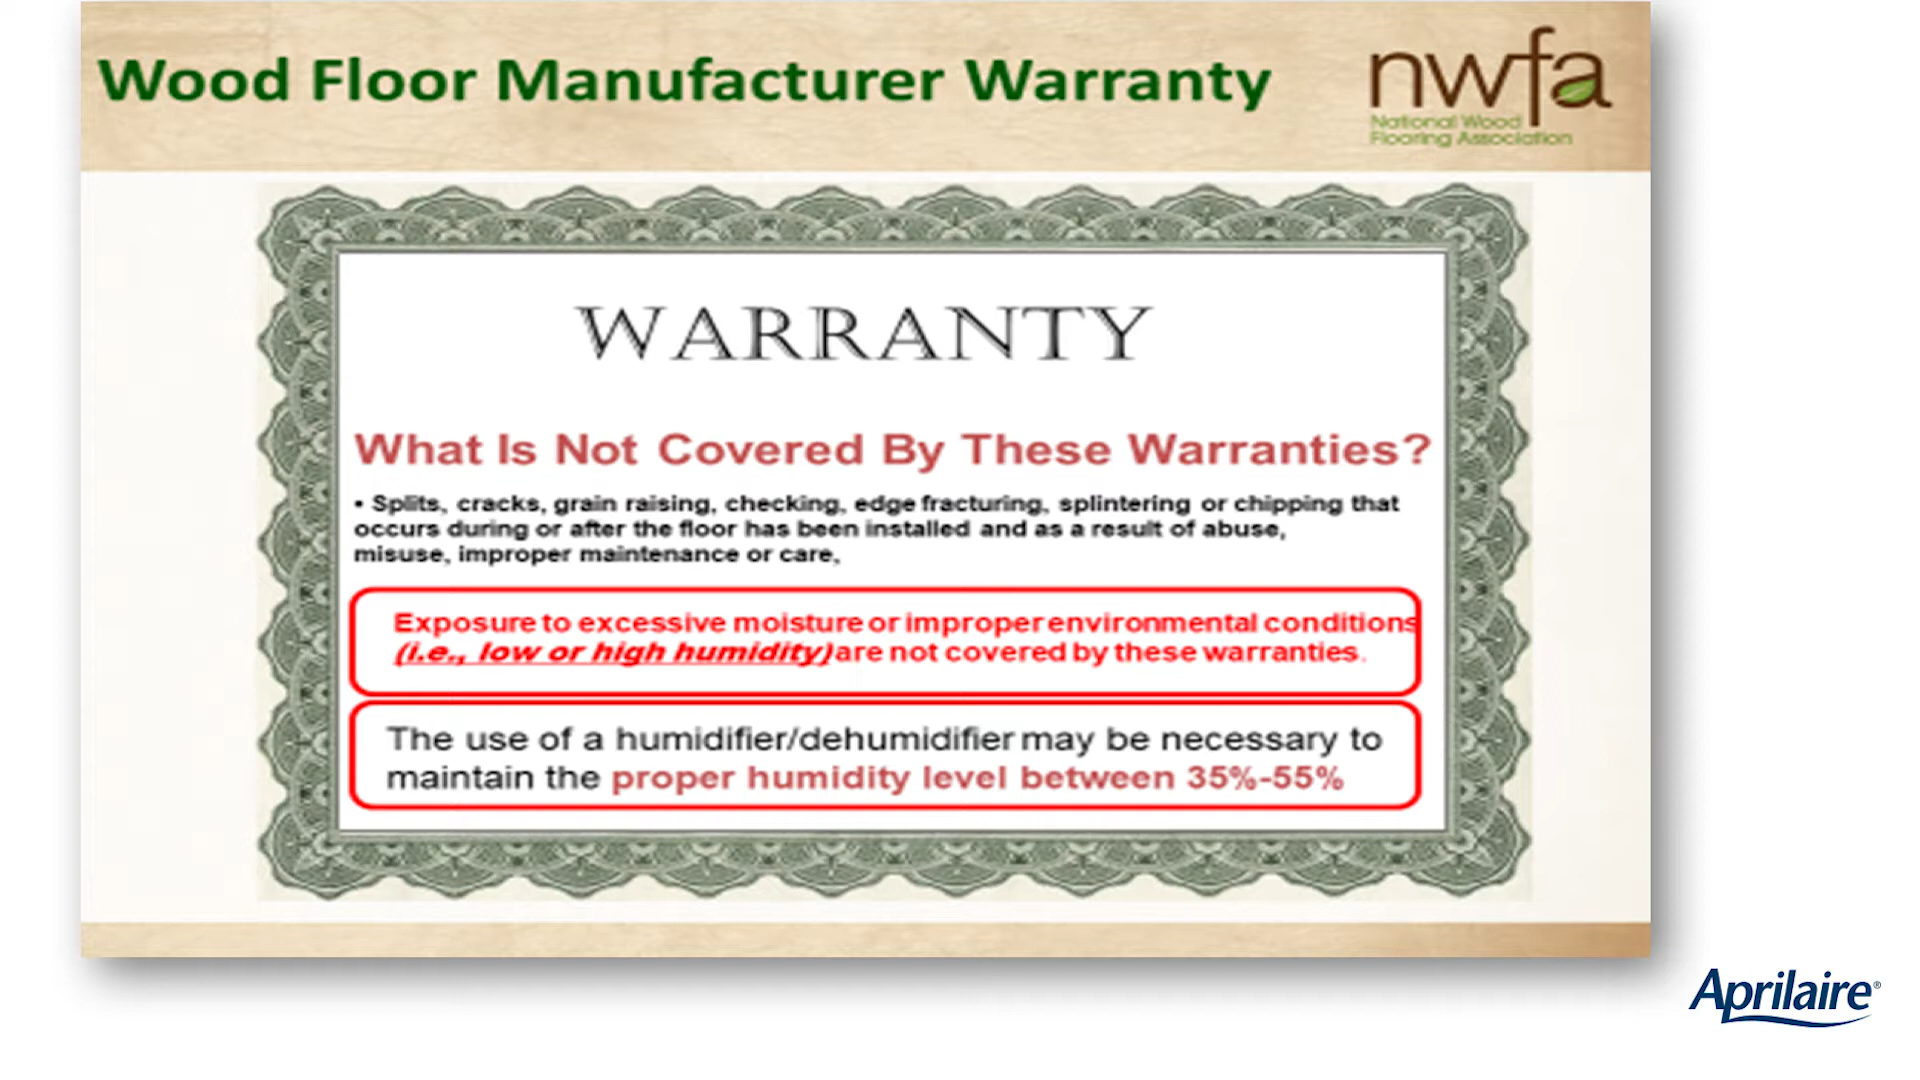 Wood Floor Manufacturer Warranty
nwfa
National Wood
Flooring Association
WARRANTY
What Is Not Covered By These Warranties?
• Splits, cracks, grain raising, checking, edge fracturing, splintering or chipping that
occurs during or after the floor has been installed and as a result of abuse,
misuse, improper maintenance or care,
Exposure to excessive moisture or improper environmental conditions
(i.e., low or high humidity) are not covered by these warranties.
The use of a humidifier/dehumidifier may be necessary to
maintain the proper humidity level between 35%-55%
Aprilaire®